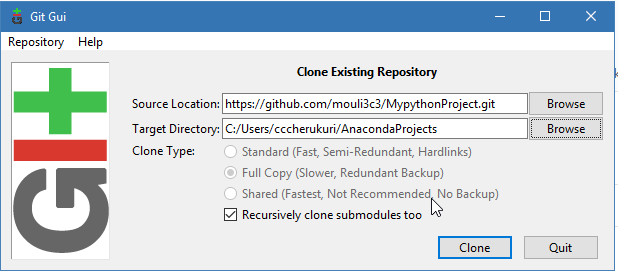 Git Gui
Repository Help
Clone Existing Repository
Source Location: https://github.com/mouli3c3/MypythonProject.git Browse
Target Directory: C:/Users/cccherukuri/AnacondaProjects Browse
Clone Type: Standard (Fast, Semi-Redundant, Hardlinks)
Full Copy (Slower, Redundant Backup)
Shared (Fastest, Not Recommended, No Backup)
Recursively clone submodules too
Clone Quit
Git